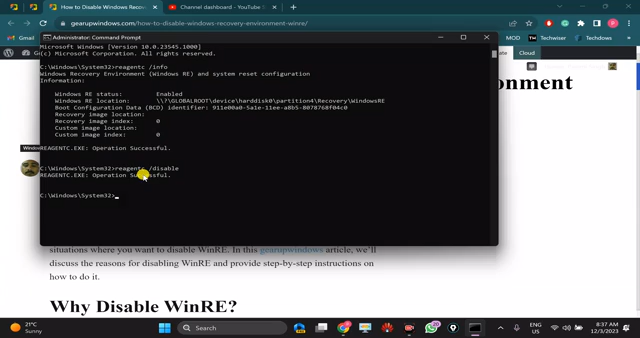 How to Disable Windows Recov
Channel dashboard - YouTube S
gearupwindows.com/how-to-disable-windows-recovery-environment-winre/
Gmail
MOD
Techwiser
Techdows
Administrator: Command Prompt
Cloud
Microsoft Windows [Version 10.0.23545.1000]
(c) Microsoft Corporation. All rights reserved.
C:\Windows\System32>reagentc /info
Windows Recovery Environment (Windows RE) and system reset configuration
Information:
Windows RE status: Enabled
Windows RE location: \\?\GLOBALROOT\device\harddisk0\partition4\Recovery\WindowsRE
Boot Configuration Data (BCD) identifier: 911e0a0b-5a1e-11ee-a8b5-8078768f04c0
Recovery image location:
Recovery image index: 0
Custom image location:
Custom image index: 0
REAGENTC.EXE: Operation Successful.
C:\Windows\System32>reagentc /disable
REAGENTC.EXE: Operation Successful.
C:\Windows\System32>
situations where you want to disable WinRE. In this gearupwindows article, we'll
discuss the reasons for disabling WinRE and provide step-by-step instructions on
how to do it.
Why Disable WinRE?
21°C
Sunny
Search
ENG
US
8:37 AM
12/3/2023